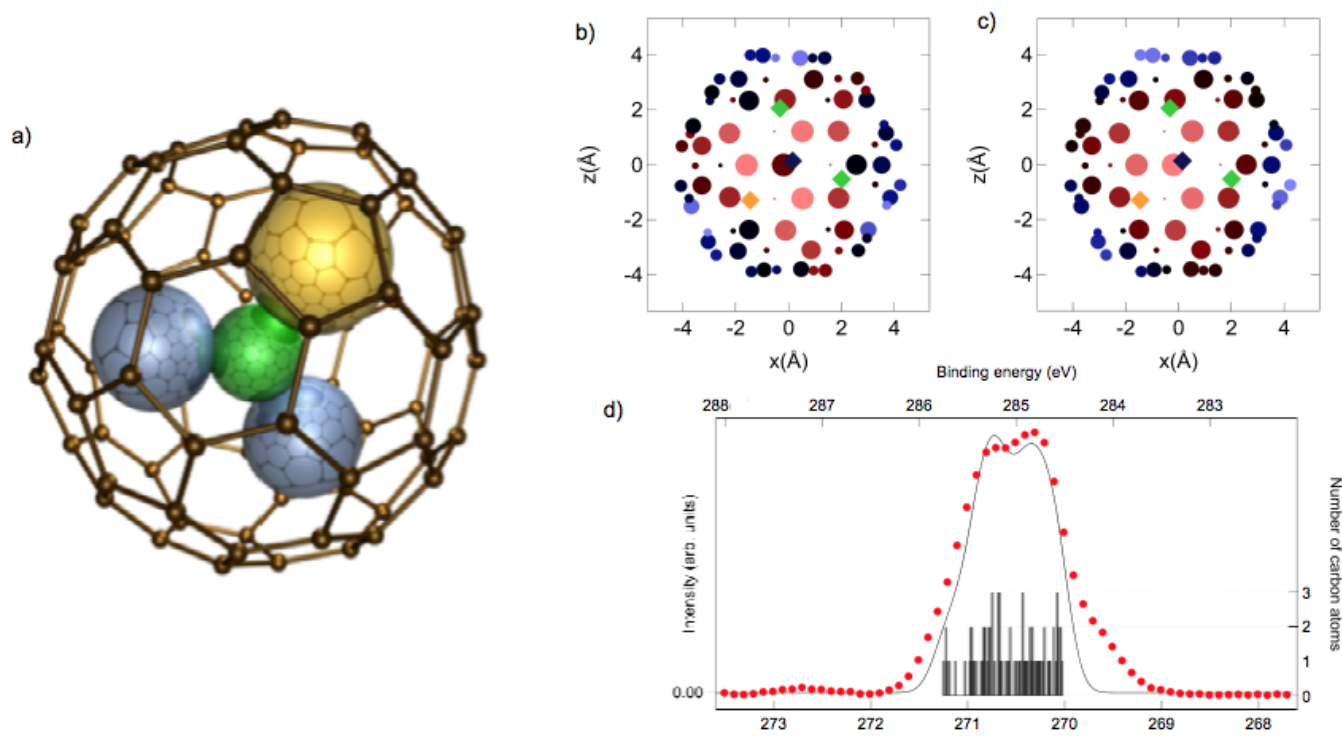 a)
b)
4
2
0
-2
-4
z(Å)
-4 -2 0 2 4
x(Å)
c)
4
2
0
-2
-4
z(Å)
-4 -2 0 2 4
x(Å)
d)
Binding energy (eV)
288 287 286 285 284 283
Intensity (arb. units)
0.00
Number of carbon atoms
3
2
1
0
273 272 271 270 269 268